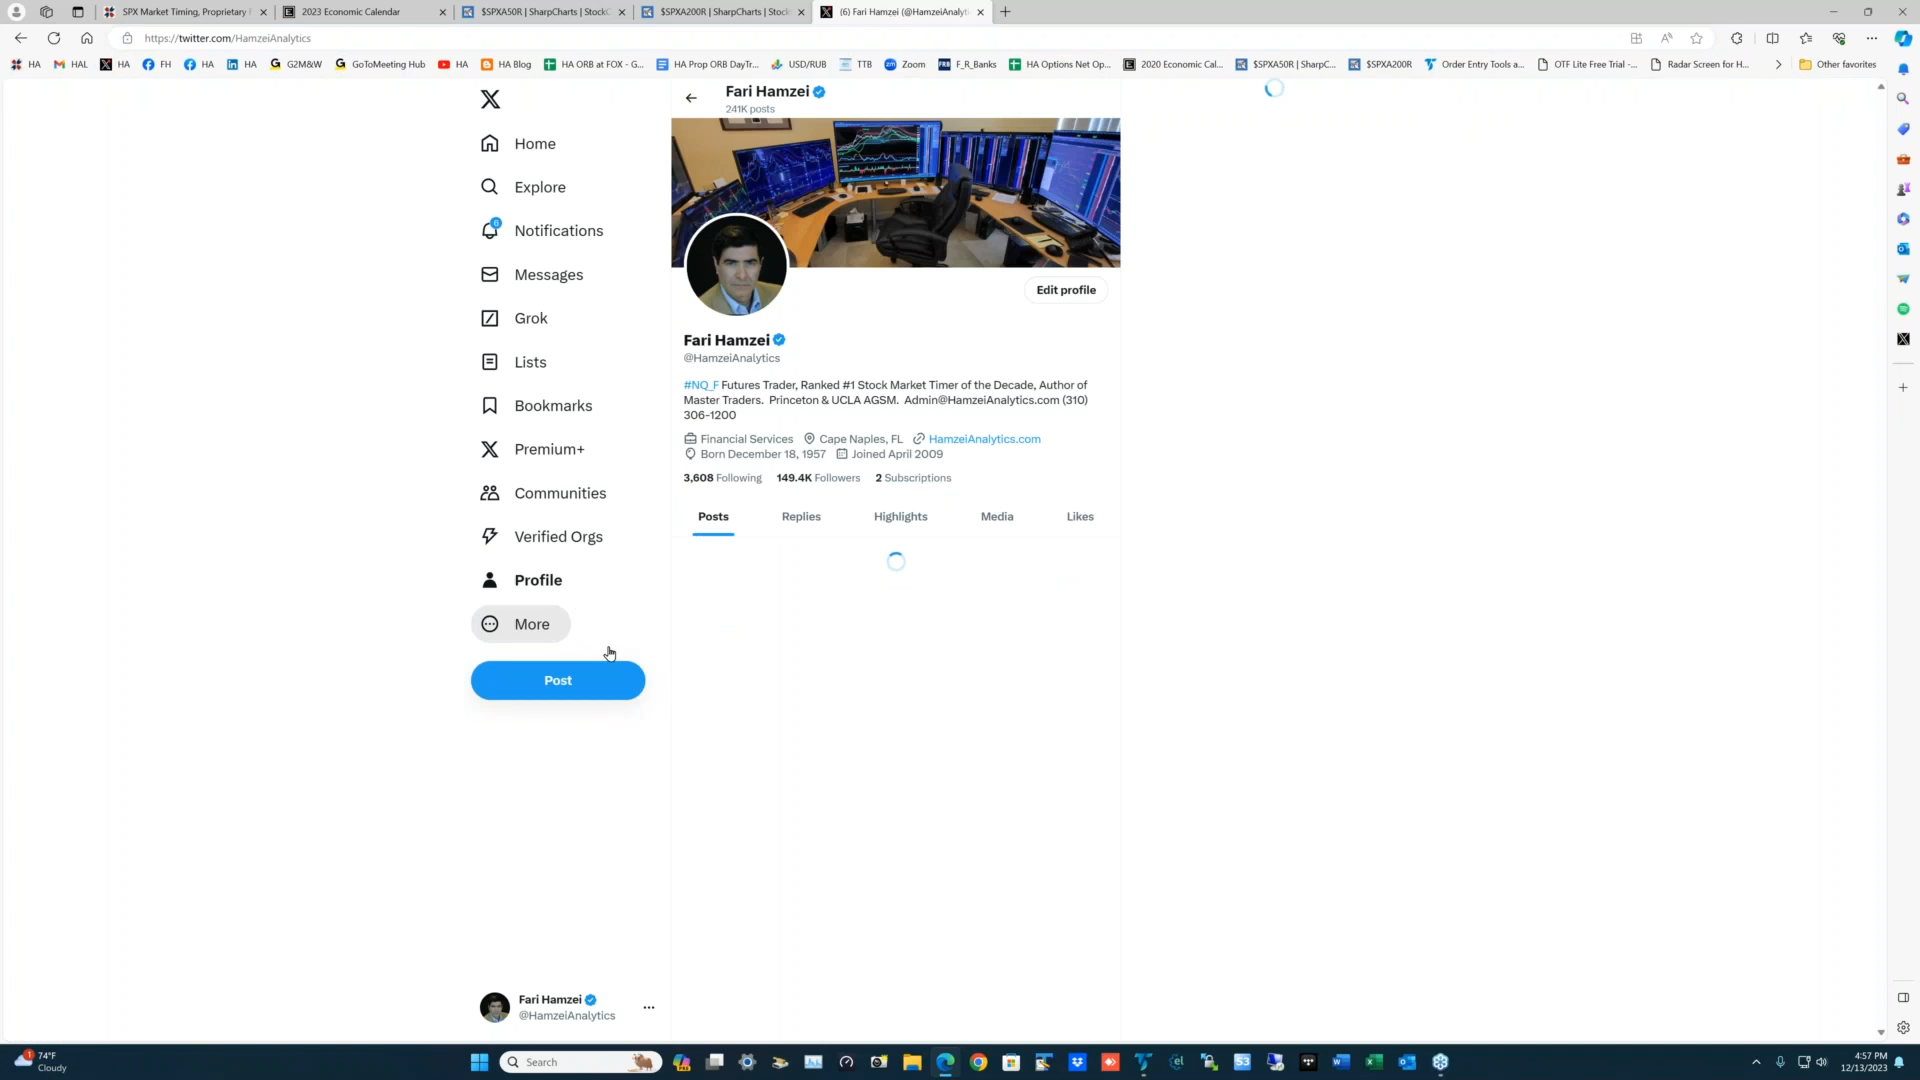 SPX Market Timing, Proprietary
2023 Economic Calendar
$SPXA50R | SharpCharts | StockC
$SPXA200R | SharpCharts | Stock
(6) Fari Hamzei (@HamzeiAnalyti
https://twitter.com/HamzeiAnalytics
HA
HAL
HA
FH
HA
HA
G2M&W
GoToMeeting Hub
HA
HA Blog
HA ORB at FOX - G...
HA Prop ORB DayTr...
USD/RUB
TTB
Zoom
F_R_Banks
HA Options Net Op...
2020 Economic Cal...
$SPXA50R | SharpC...
$SPXA200R
Order Entry Tools a...
OTF Lite Free Trial -...
Radar Screen for H...
Other favorites
Home
Explore
6
Notifications
Messages
Grok
Lists
Bookmarks
Premium+
Communities
Verified Orgs
Profile
More
Post
Fari Hamzei
@HamzeiAnalytics
Fari Hamzei
241K posts
Edit profile
Fari Hamzei
@HamzeiAnalytics
#NQ_F Futures Trader, Ranked #1 Stock Market Timer of the Decade, Author of
Master Traders. Princeton & UCLA AGSM. Admin@HamzeiAnalytics.com (310)
306-1200
Financial Services Cape Naples, FL HamzeiAnalytics.com
Born December 18, 1957 Joined April 2009
3,608 Following 149.4K Followers 2 Subscriptions
Posts Replies Highlights Media Likes
1
74°F
Cloudy
Search
4:57 PM
12/13/2023